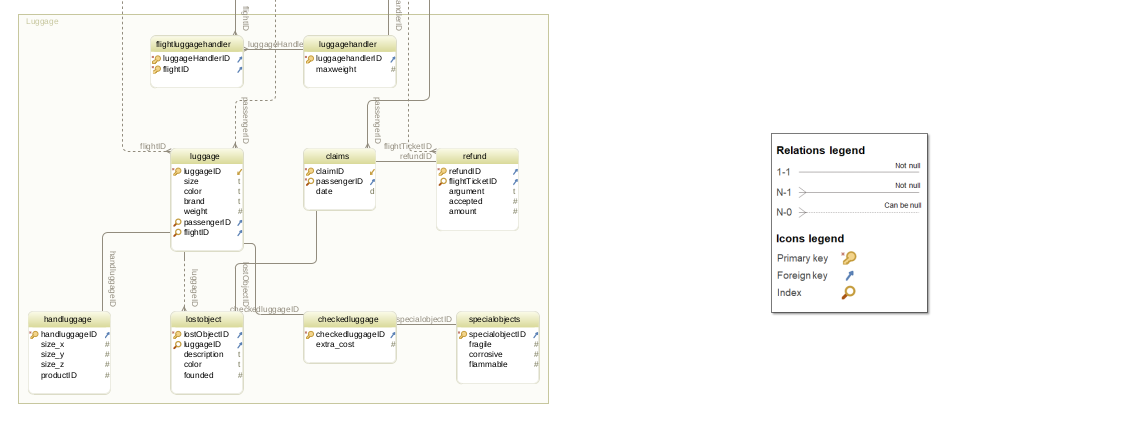 Luggage
flightID
handlerID
flightluggagehandler
luggageHandlerID
flightID
luggageHandle
luggagehandler
luggagehandlerID
maxweight #
passengerID
passengerID
flightID
flightTicketID
refundID
luggage
luggageID
size t
color t
brand t
weight #
passengerID
flightID
claims
claimID
passengerID
date d
refund
refundID
flightTicketID
argument t
accepted #
amount #
handluggageID
luggageID
lostObjectID
checkedluggageID
specialobjectID
handluggage
handluggageID
size_x #
size_y #
size_z #
productID #
lostobject
lostObjectID
luggageID
description t
color t
founded #
checkedluggage
checkedluggageID
extra_cost #
specialobjects
specialobjectID
fragile #
corrosive #
flammable #
Relations legend
1-1 Not null
N-1 Not null
N-0 Can be null
Icons legend
Primary key
Foreign key
Index